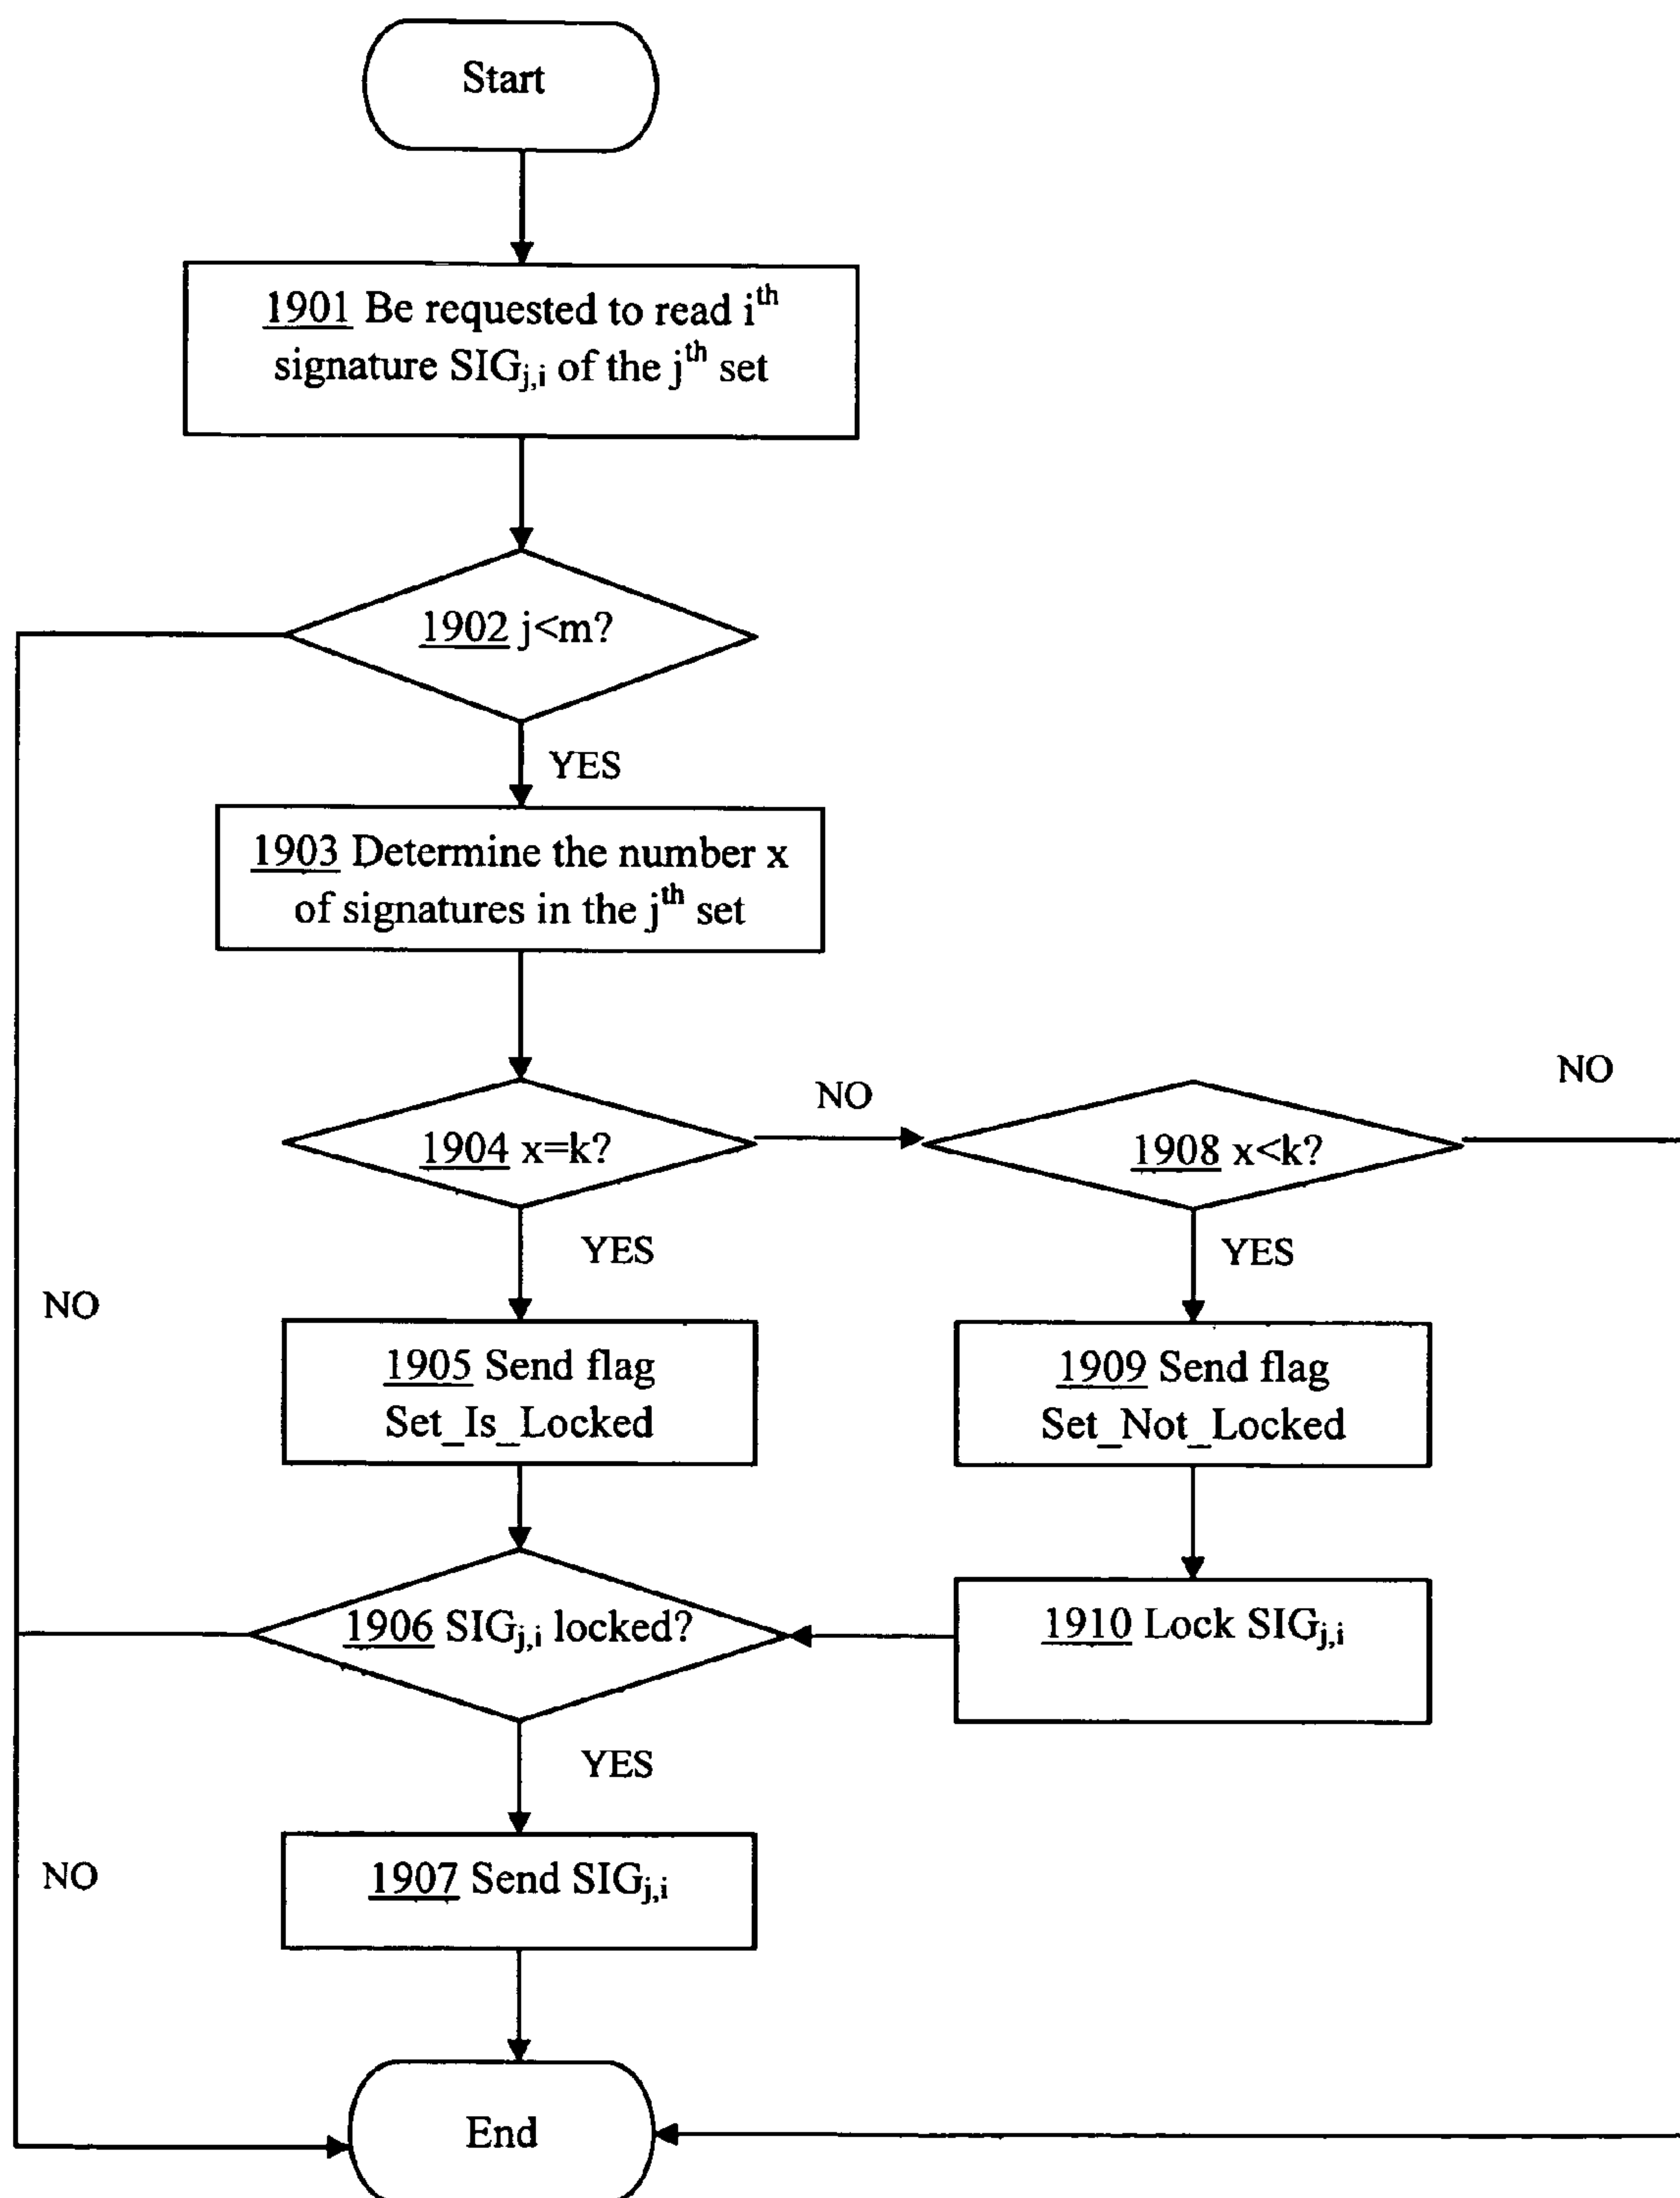 Start
1901 Be requested to read iᵗʰ
signature SIGⱼ,ᵢ of the jᵗʰ set
1902 j<m?
YES
1903 Determine the number x
of signatures in the jᵗʰ set
1904 x=k?
NO
1908 x<k?
NO
YES
YES
NO
1905 Send flag
Set_Is_Locked
1909 Send flag
Set_Not_Locked
1906 SIGⱼ,ᵢ locked?
1910 Lock SIGⱼ,ᵢ
YES
NO
1907 Send SIGⱼ,ᵢ
End